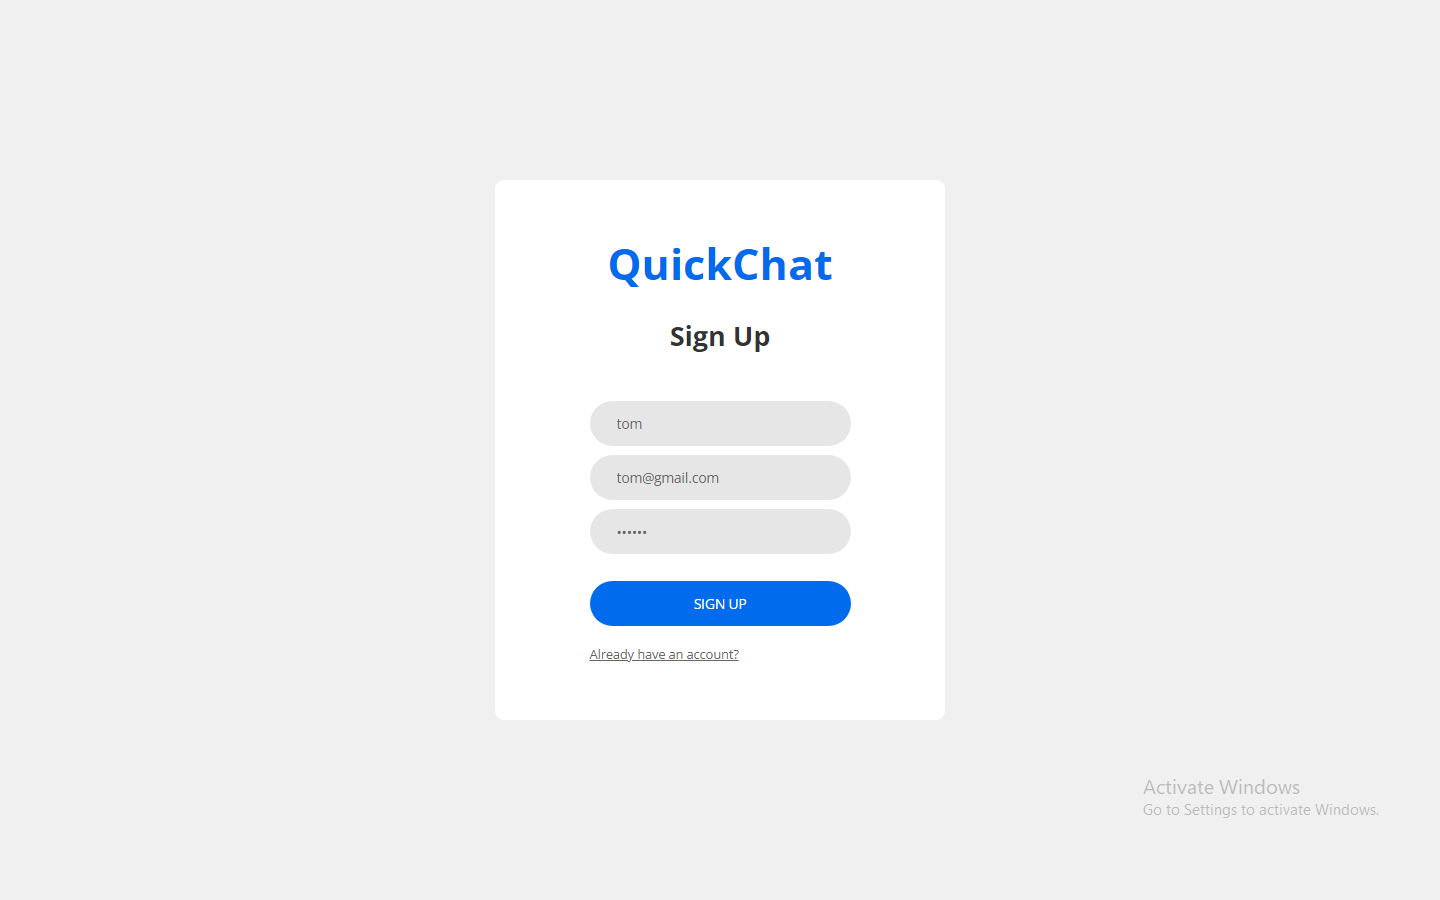 QuickChat
Sign Up
tom
tom@gmail.com
••••••
SIGN UP
Already have an account?
Activate Windows
Go to Settings to activate Windows.